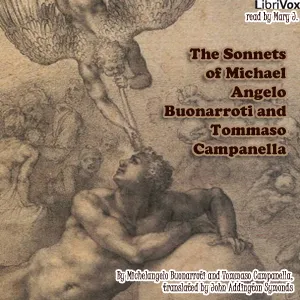 LibriVox
read by Mary J.
The Sonnets
of Michael
Angelo
Buonarroti and
Tommaso
Campanella
By Michelangelo Buonarroti and Tommaso Campanella,
translated by John Addington Symonds